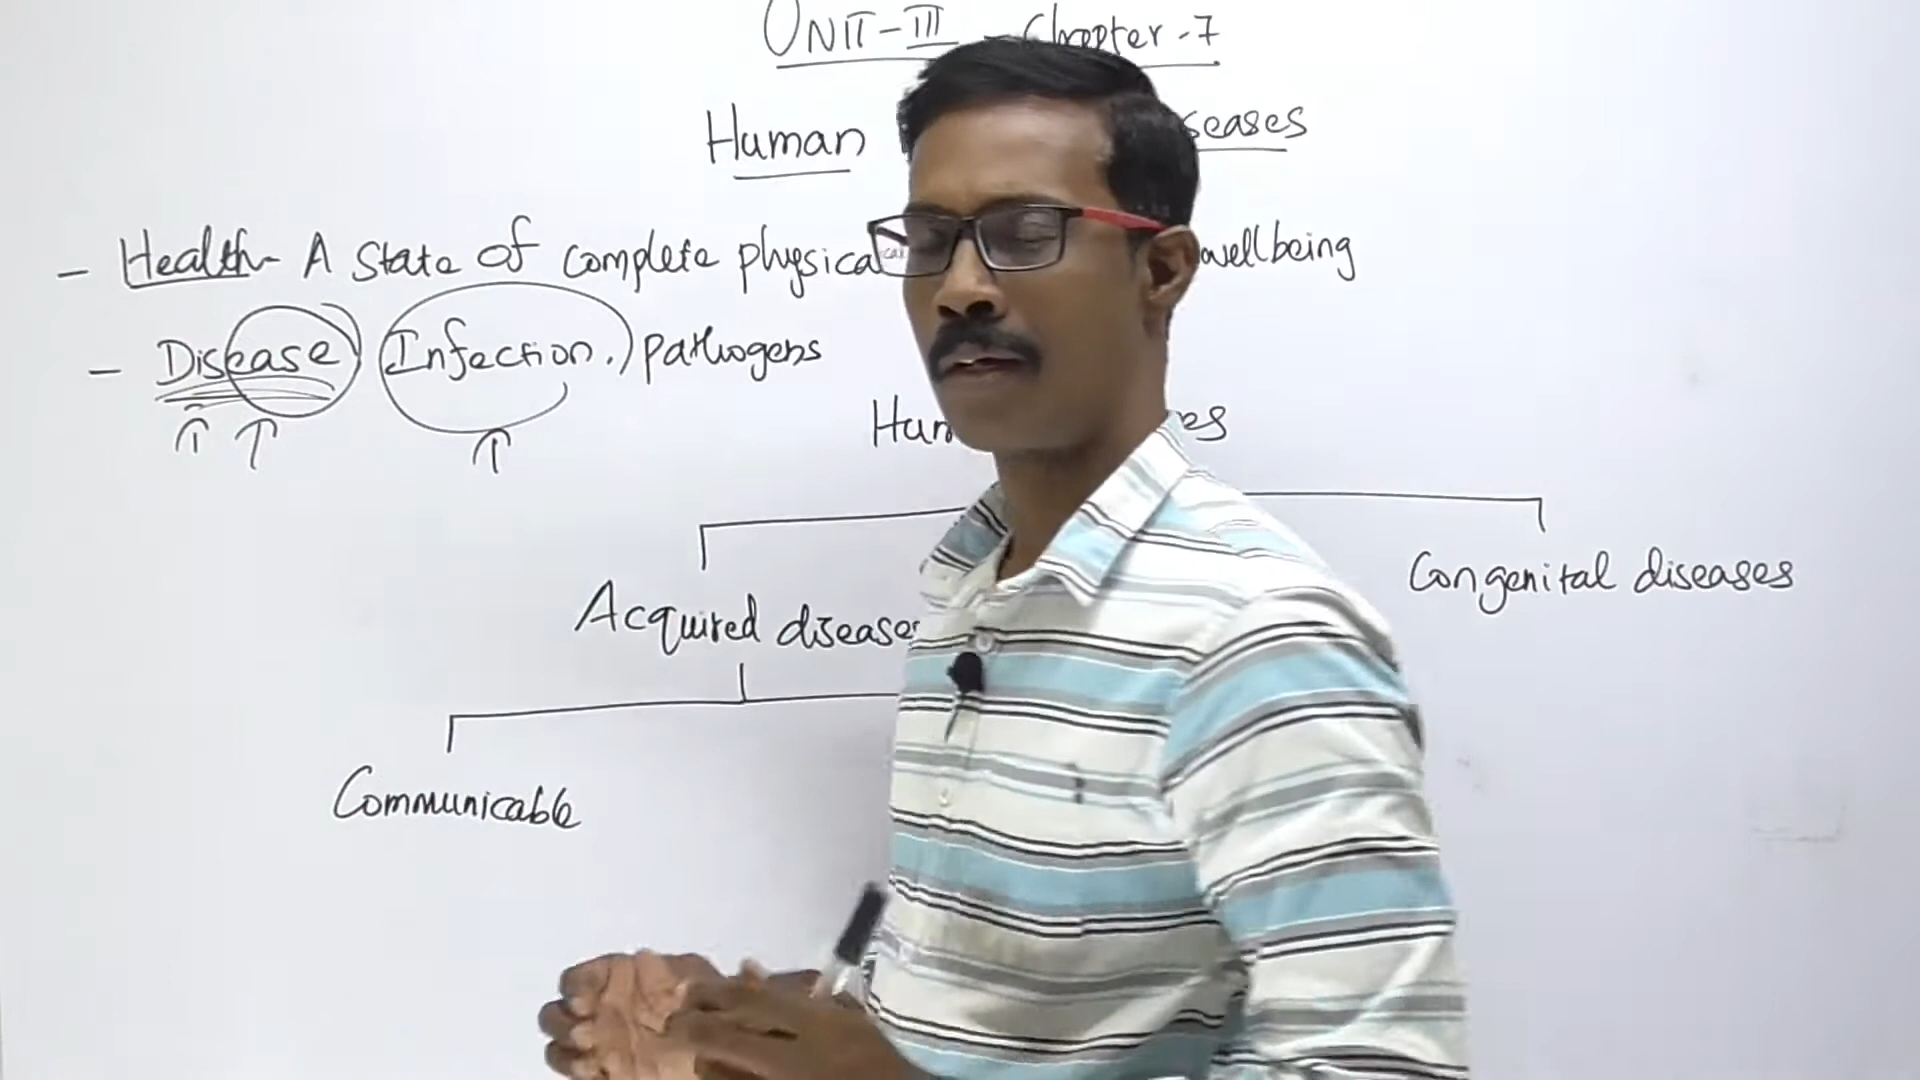 UNIT-III - Chapter-7
Human seases
- Health- A state of complete physical wellbeing
- Disease Infection. pathogens
Hum es
Acquired diseases
Congenital diseases
Communicable